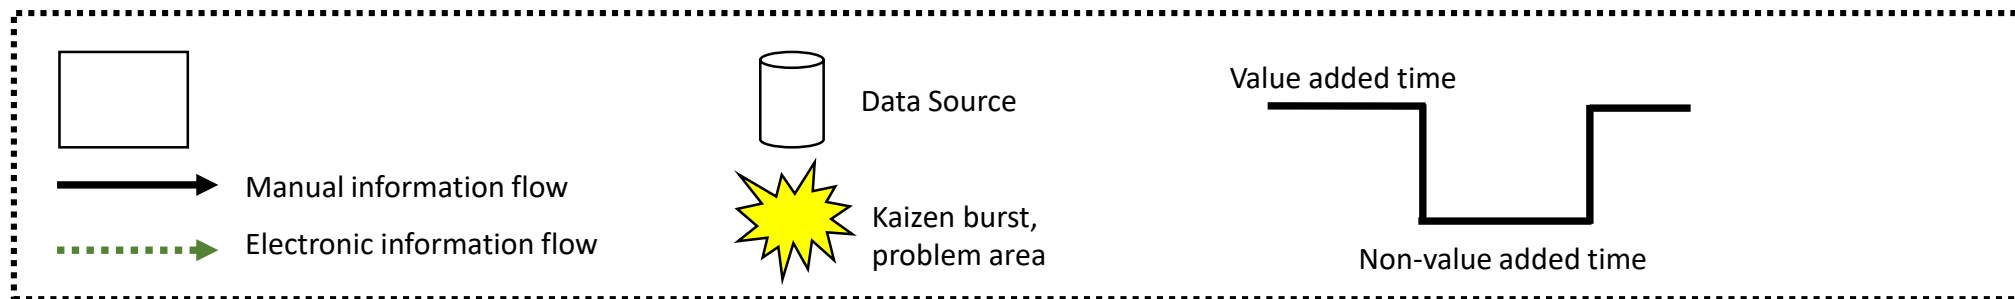 Manual information flow
Electronic information flow
Data Source
Kaizen burst,
problem area
Value added time
Non-value added time